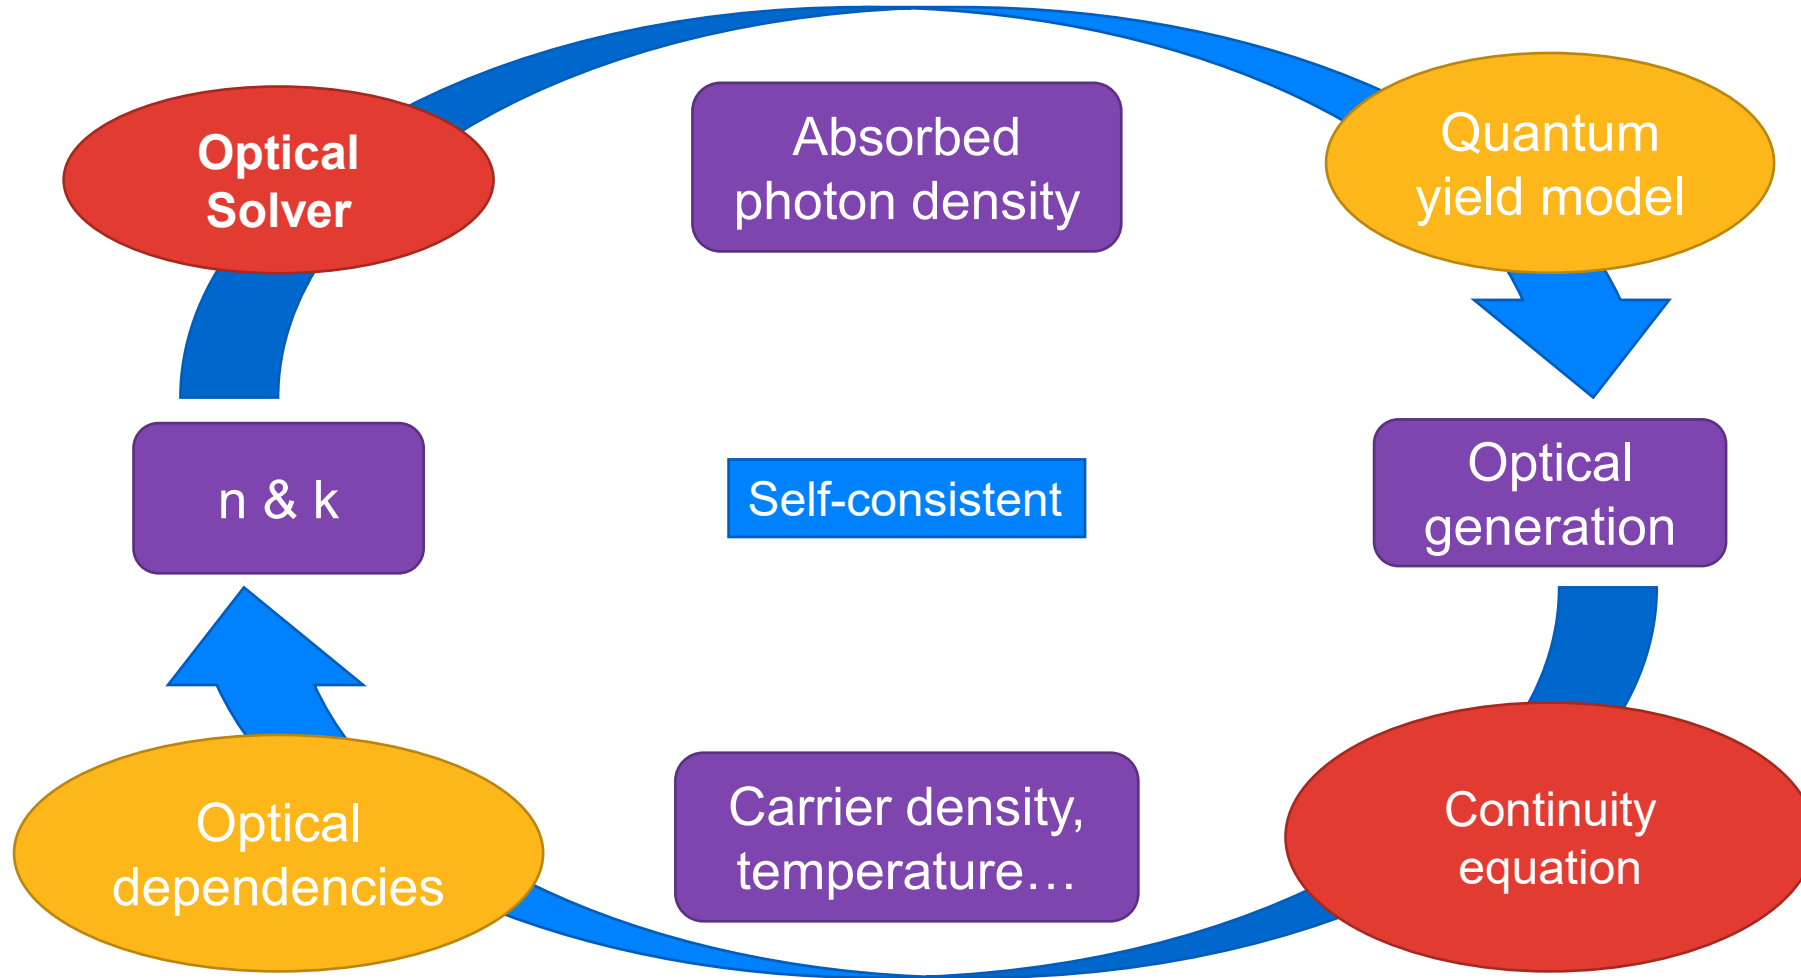 Optical
Solver
Absorbed
photon density
Quantum
yield model
n & k
Self-consistent
Optical
generation
Optical
dependencies
Carrier density,
temperature…
Continuity
equation